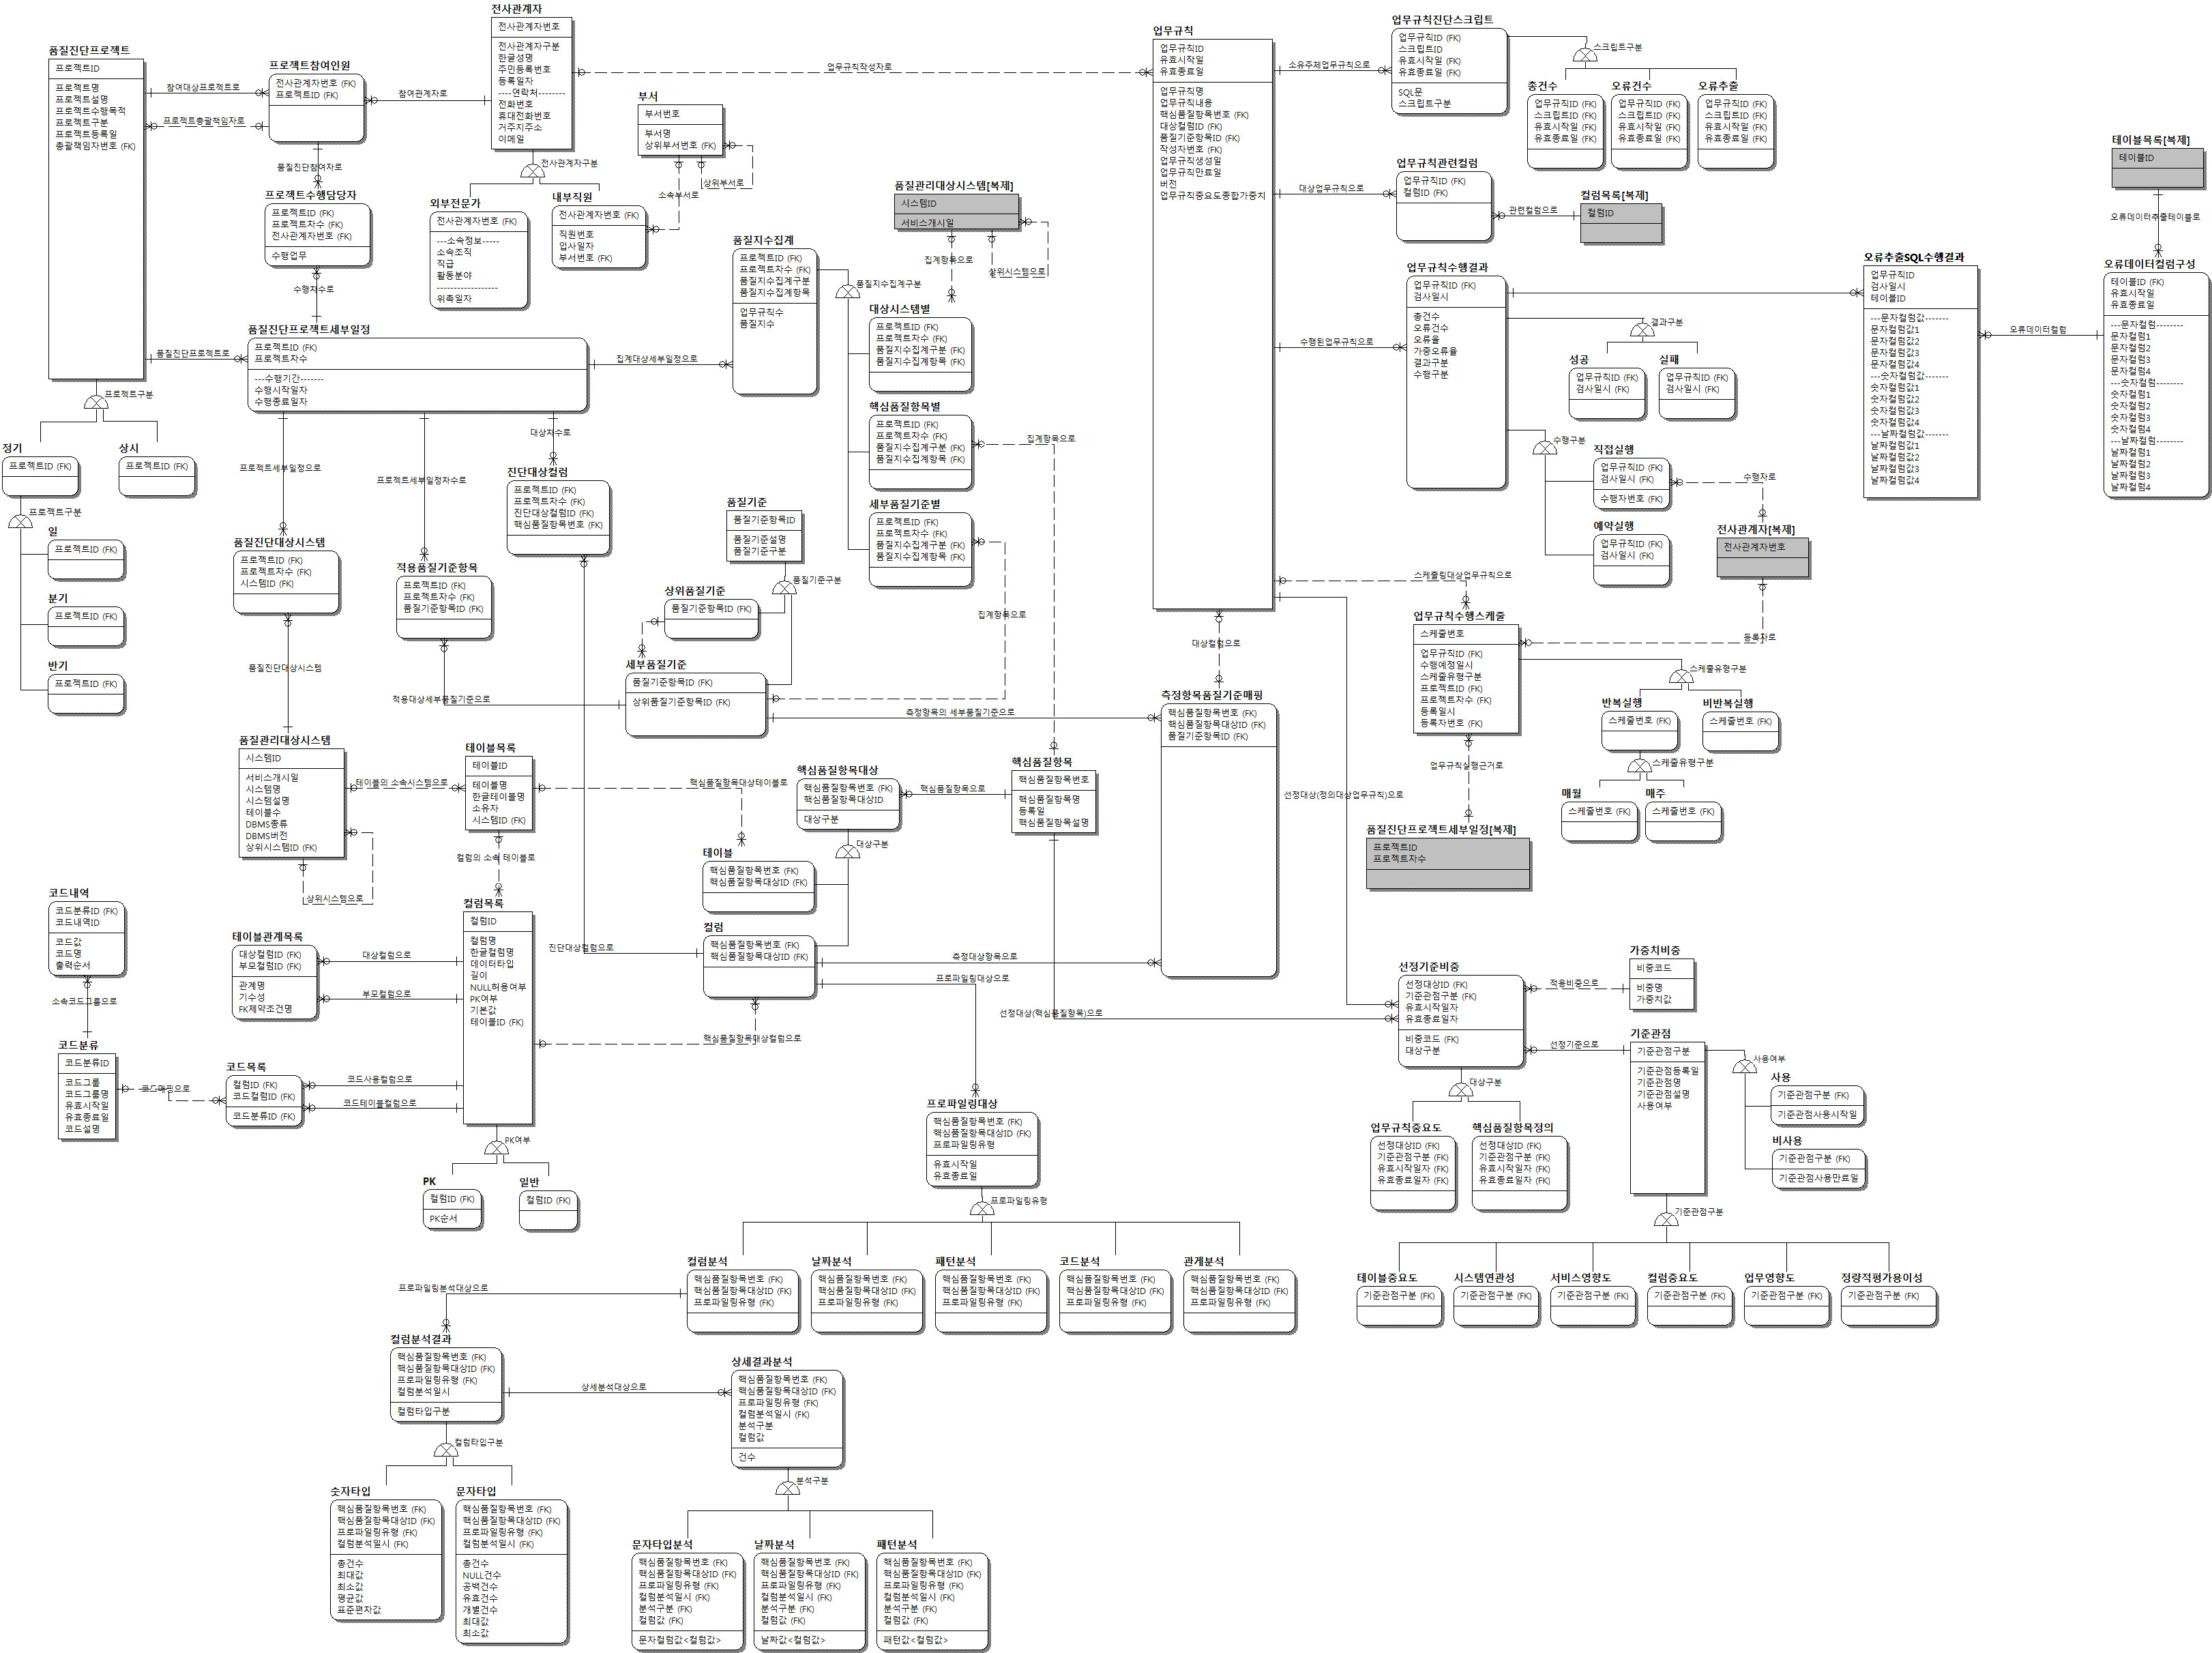 품질진단프로젝트
프로젝트ID
프로젝트명
프로젝트설명
프로젝트수행목적
프로젝트구분
프로젝트등록일
총괄책임자번호 (FK)
참여대상프로젝트로
프로젝트총괄책임자로
프로젝트참여인원
전사관계자번호 (FK)
프로젝트ID (FK)
참여관계자로
품질진단참여자로
전사관계자
전사관계자번호
전사관계자구분
한글성명
주민등록번호
등록일자
----연락처--------
전화번호
휴대전화번호
거주지주소
이메일
전사관계자구분
업무규칙작성자로
부서
부서번호
부서명
상위부서번호 (FK)
상위부서로
소속부서로
프로젝트수행담당자
프로젝트ID (FK)
프로젝트차수 (FK)
전사관계자번호 (FK)
수행업무
수행차수로
외부전문가
전사관계자번호 (FK)
---소속정보-----
소속조직
직급
활동분야
------------------
위촉일자
내부직원
전사관계자번호 (FK)
직원번호
입사일자
부서번호 (FK)
품질진단프로젝트로
품질진단프로젝트세부일정
프로젝트ID (FK)
프로젝트차수
---수행기간-------
수행시작일자
수행종료일자
집계대상세부일정으로
프로젝트구분
정기
프로젝트ID (FK)
상시
프로젝트ID (FK)
프로젝트구분
일
프로젝트ID (FK)
분기
프로젝트ID (FK)
반기
프로젝트ID (FK)
품질지수집계
프로젝트ID (FK)
프로젝트차수 (FK)
품질지수집계구분
품질지수집계항목
업무규칙수
품질지수
품질지수집계구분
품질관리대상시스템[복제]
시스템ID
서비스개시일
집계항목으로
상위시스템으로
대상시스템별
프로젝트ID (FK)
프로젝트차수 (FK)
품질지수집계구분 (FK)
품질지수집계항목 (FK)
핵심품질항목별
프로젝트ID (FK)
프로젝트차수 (FK)
품질지수집계구분 (FK)
품질지수집계항목 (FK)
집계항목으로
세부품질기준별
프로젝트ID (FK)
프로젝트차수 (FK)
품질지수집계구분 (FK)
품질지수집계항목 (FK)
집계항목으로
프로젝트세부일정으로
프로젝트세부일정차수로
대상차수로
진단대상컬럼
프로젝트ID (FK)
프로젝트차수 (FK)
진단대상컬럼ID (FK)
핵심품질항목번호 (FK)
품질진단대상시스템
프로젝트ID (FK)
프로젝트차수 (FK)
시스템ID (FK)
품질진단대상시스템
적용품질기준항목
프로젝트ID (FK)
프로젝트차수 (FK)
품질기준항목ID (FK)
적용대상세부품질기준으로
품질기준
품질기준항목ID
품질기준설명
품질기준구분
품질기준구분
상위품질기준
품질기준항목ID (FK)
세부품질기준
품질기준항목ID (FK)
상위품질기준항목ID (FK)
측정항목의 세부품질기준으로
품질관리대상시스템
시스템ID
서비스개시일
시스템명
시스템설명
테이블수
DBMS종류
DBMS버전
상위시스템ID (FK)
상위시스템으로
테이블의 소속시스템으로
테이블목록
테이블ID
테이블명
한글테이블명
소유자
시스템ID (FK)
핵심품질항목대상테이블로
컬럼의 소속 테이블로
핵심품질항목대상
핵심품질항목번호 (FK)
핵심품질항목대상ID
대상구분
대상구분
핵심품질항목으로
핵심품질항목
핵심품질항목번호
핵심품질항목명
등록일
핵심품질항목설명
테이블
핵심품질항목번호 (FK)
핵심품질항목대상ID (FK)
컬럼
핵심품질항목번호 (FK)
핵심품질항목대상ID (FK)
진단대상컬럼으로
측정대상항목으로
프로파일링대상으로
핵심품질항목대상컬럼으로
코드내역
코드분류ID (FK)
코드내역ID
코드값
코드명
출력순서
소속코드그룹으로
코드분류
코드분류ID
코드그룹
코드그룹명
유효시작일
유효종료일
코드설명
코드매핑으로
테이블관계목록
대상컬럼ID (FK)
부모컬럼ID (FK)
관계명
기수성
FK제약조건명
대상컬럼으로
부모컬럼으로
코드목록
컬럼ID (FK)
코드컬럼ID (FK)
코드분류ID (FK)
코드사용컬럼으로
코드테이블컬럼으로
컬럼목록
컬럼ID
컬럼명
한글컬럼명
데이터타입
길이
NULL허용여부
PK여부
기본값
테이블ID (FK)
PK여부
PK
컬럼ID (FK)
PK순서
일반
컬럼ID (FK)
프로파일링대상
핵심품질항목번호 (FK)
핵심품질항목대상ID (FK)
프로파일링유형
유효시작일
유효종료일
프로파일링유형
컬럼분석
핵심품질항목번호 (FK)
핵심품질항목대상ID (FK)
프로파일링유형 (FK)
날짜분석
핵심품질항목번호 (FK)
핵심품질항목대상ID (FK)
프로파일링유형 (FK)
패턴분석
핵심품질항목번호 (FK)
핵심품질항목대상ID (FK)
프로파일링유형 (FK)
코드분석
핵심품질항목번호 (FK)
핵심품질항목대상ID (FK)
프로파일링유형 (FK)
관계분석
핵심품질항목번호 (FK)
핵심품질항목대상ID (FK)
프로파일링유형 (FK)
프로파일링분석대상으로
컬럼분석결과
핵심품질항목번호 (FK)
핵심품질항목대상ID (FK)
프로파일링유형 (FK)
컬럼분석일시
컬럼타입구분
상세분석대상으로
컬럼타입구분
상세결과분석
핵심품질항목번호 (FK)
핵심품질항목대상ID (FK)
프로파일링유형 (FK)
컬럼분석일시 (FK)
분석구분
컬럼값
건수
분석구분
숫자타입
핵심품질항목번호 (FK)
핵심품질항목대상ID (FK)
프로파일링유형 (FK)
컬럼분석일시 (FK)
총건수
최대값
최소값
평균값
표준편차값
문자타입
핵심품질항목번호 (FK)
핵심품질항목대상ID (FK)
프로파일링유형 (FK)
컬럼분석일시 (FK)
총건수
NULL건수
공백건수
유효건수
개별건수
최대값
최소값
문자타입분석
핵심품질항목번호 (FK)
핵심품질항목대상ID (FK)
프로파일링유형 (FK)
컬럼분석일시 (FK)
분석구분 (FK)
컬럼값 (FK)
문자컬럼값<컬럼값>
날짜분석
핵심품질항목번호 (FK)
핵심품질항목대상ID (FK)
프로파일링유형 (FK)
컬럼분석일시 (FK)
분석구분 (FK)
컬럼값 (FK)
날짜값<컬럼값>
패턴분석
핵심품질항목번호 (FK)
핵심품질항목대상ID (FK)
프로파일링유형 (FK)
컬럼분석일시 (FK)
분석구분 (FK)
컬럼값 (FK)
패턴값<컬럼값>
업무규칙
업무규칙ID
유효시작일
유효종료일
업무규칙명
업무규칙내용
핵심품질항목번호 (FK)
대상컬럼ID (FK)
품질기준항목ID (FK)
작성자번호 (FK)
업무규칙생성일
업무규칙만료일
버전
업무규칙중요도종합가중치
소유주체업무규칙으로
대상업무규칙으로
수행된업무규칙으로
스케줄링대상업무규칙으로
대상컬럼으로
선정대상(정의대상업무규칙)으로
선정대상(핵심품질항목)으로
측정항목품질기준매핑
핵심품질항목번호 (FK)
핵심품질항목대상ID (FK)
품질기준항목ID (FK)
업무규칙진단스크립트
업무규칙ID (FK)
스크립트ID
유효시작일 (FK)
유효종료일 (FK)
SQL문
스크립트구분
스크립트구분
총건수
업무규칙ID (FK)
스크립트ID (FK)
유효시작일 (FK)
유효종료일 (FK)
오류건수
업무규칙ID (FK)
스크립트ID (FK)
유효시작일 (FK)
유효종료일 (FK)
오류추출
업무규칙ID (FK)
스크립트ID (FK)
유효시작일 (FK)
유효종료일 (FK)
업무규칙관련컬럼
업무규칙ID (FK)
컬럼ID (FK)
관련컬럼으로
컬럼목록[복제]
컬럼ID
업무규칙수행결과
업무규칙ID (FK)
검사일시
총건수
오류건수
오류율
가중오류율
결과구분
수행구분
결과구분
성공
업무규칙ID (FK)
검사일시 (FK)
실패
업무규칙ID (FK)
검사일시 (FK)
수행구분
직접실행
업무규칙ID (FK)
검사일시 (FK)
수행자번호 (FK)
수행자로
예약실행
업무규칙ID (FK)
검사일시 (FK)
전사관계자[복제]
전사관계자번호
등록자로
오류추출SQL수행결과
업무규칙ID
검사일시
테이블ID
---문자컬럼값-------
문자컬럼값1
문자컬럼값2
문자컬럼값3
문자컬럼값4
---숫자컬럼값-------
숫자컬럼값1
숫자컬럼값2
숫자컬럼값3
숫자컬럼값4
---날짜컬럼값-------
날짜컬럼값1
날짜컬럼값2
날짜컬럼값3
날짜컬럼값4
오류데이터컬럼
테이블목록[복제]
테이블ID
오류데이터추출테이블로
오류데이터컬럼구성
테이블ID (FK)
유효시작일
유효종료일
---문자컬럼--------
문자컬럼1
문자컬럼2
문자컬럼3
문자컬럼4
---숫자컬럼--------
숫자컬럼1
숫자컬럼2
숫자컬럼3
숫자컬럼4
---날짜컬럼--------
날짜컬럼1
날짜컬럼2
날짜컬럼3
날짜컬럼4
업무규칙수행스케줄
스케줄번호
업무규칙ID (FK)
수행예정일시
스케줄유형구분
프로젝트ID (FK)
프로젝트차수 (FK)
등록일시
등록자번호 (FK)
스케줄유형구분
반복실행
스케줄번호 (FK)
비반복실행
스케줄번호 (FK)
스케줄유형구분
매월
스케줄번호 (FK)
매주
스케줄번호 (FK)
업무규칙실행근거로
품질진단프로젝트세부일정[복제]
프로젝트ID
프로젝트차수
선정기준비중
선정대상ID (FK)
기준관점구분 (FK)
유효시작일자
유효종료일자
비중코드 (FK)
대상구분
적용비중으로
선정기준으로
대상구분
가중치비중
비중코드
비중명
가중치값
기준관점
기준관점구분
기준관점등록일
기준관점명
기준관점설명
사용여부
사용여부
사용
기준관점구분 (FK)
기준관점사용시작일
비사용
기준관점구분 (FK)
기준관점사용만료일
업무규칙중요도
선정대상ID (FK)
기준관점구분 (FK)
유효시작일자 (FK)
유효종료일자 (FK)
핵심품질항목정의
선정대상ID (FK)
기준관점구분 (FK)
유효시작일자 (FK)
유효종료일자 (FK)
기준관점구분
테이블중요도
기준관점구분 (FK)
시스템연관성
기준관점구분 (FK)
서비스영향도
기준관점구분 (FK)
컬럼중요도
기준관점구분 (FK)
업무영향도
기준관점구분 (FK)
정량적평가용이성
기준관점구분 (FK)